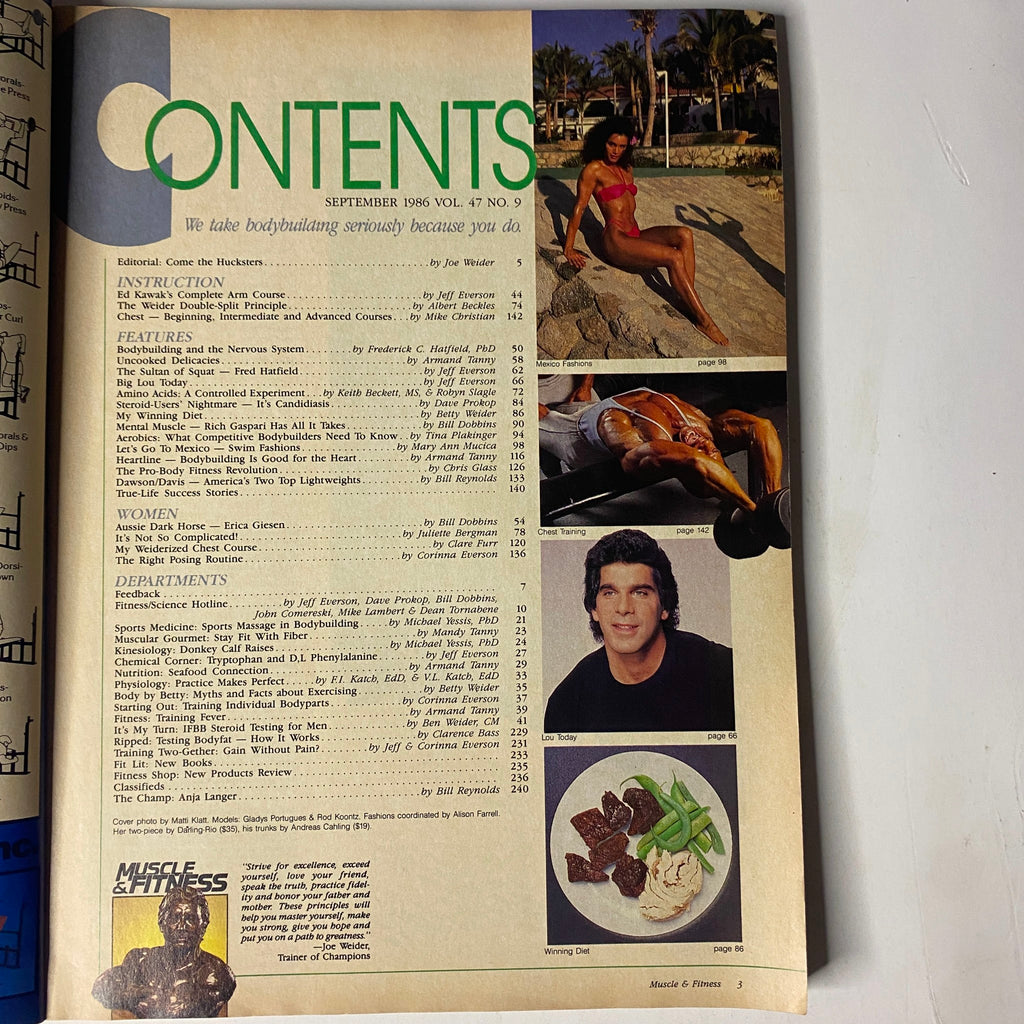 CONTENTS
SEPTEMBER 1986 VOL. 47 NO. 9
We take bodybuilding seriously because you do.
Editorial: Come the Hucksters . . . by Joe Weider 5
INSTRUCTION
Ed Kawak's Complete Arm Course . . . by Jeff Everson 44
The Weider Double-Split Principle . . . by Albert Beckles 74
Chest — Beginning, Intermediate and Advanced Courses . . . by Mike Christian 142
FEATURES
Bodybuilding and the Nervous System . . . by Frederick C. Hatfield, PhD 50
Uncooked Delicacies . . . by Armand Tanny 58
The Sultan of Squat — Fred Hatfield . . . by Jeff Everson 62
Big Lou Today . . . by Jeff Everson 66
Amino Acids: A Controlled Experiment . . . by Keith Beckett, MS, & Robyn Slagle 72
Steroid-Users' Nightmare — It's Candidiasis . . . by Dave Prokop 84
My Winning Diet . . . by Betty Weider 86
Mental Muscle — Rich Gaspari Has All It Takes . . . by Bill Dobbins 90
Aerobics: What Competitive Bodybuilders Need To Know . . by Tina Plakinger 94
Let's Go To Mexico — Swim Fashions . . . by Mary Ann Mucica 98
Heartline — Bodybuilding Is Good for the Heart . . . by Armand Tanny 116
The Pro-Body Fitness Revolution . . . by Chris Glass 126
Dawson/Davis — America's Two Top Lightweights . . . by Bill Reynolds 133
True-Life Success Stories . . . 140
WOMEN
Aussie Dark Horse — Erica Giesen . . . by Bill Dobbins 54
It's Not So Complicated! . . . by Juliette Bergman 78
My Weiderized Chest Course . . . by Clare Furr 120
The Right Posing Routine . . . by Corinna Everson 136
DEPARTMENTS
Feedback . . . 7
Fitness/Science Hotline . . . by Jeff Everson, Dave Prokop, Bill Dobbins,
John Comereski, Mike Lambert & Dean Tornabene 10
Sports Medicine: Sports Massage in Bodybuilding . . . by Michael Yessis, PhD 21
Muscular Gourmet: Stay Fit With Fiber . . . by Mandy Tanny 23
Kinesiology: Donkey Calf Raises . . . by Michael Yessis, PhD 24
Chemical Corner: Tryptophan and D,L Phenylalanine . . . by Jeff Everson 27
Nutrition: Seafood Connection . . . by Armand Tanny 29
Physiology: Practice Makes Perfect . . . by F.I. Katch, EdD, & V.L. Katch, EdD 33
Body by Betty: Myths and Facts about Exercising . . . by Betty Weider 35
Starting Out: Training Individual Bodyparts . . . by Corinna Everson 37
Fitness: Training Fever . . . by Armand Tanny 39
It's My Turn: IFBB Steroid Testing for Men . . . by Ben Weider, CM 41
Ripped: Testing Bodyfat — How It Works . . . by Clarence Bass 229
Training Two-Gether: Gain Without Pain? . . . by Jeff & Corinna Everson 231
Fit Lit: New Books . . . 233
Fitness Shop: New Products Review . . . 235
Classifieds . . . 236
The Champ: Anja Langer . . . by Bill Reynolds 240
Cover photo by Matti Klatt. Models: Gladys Portugues & Rod Koontz. Fashions coordinated by Alison Farrell.
Her two-piece by Darling-Rio ($35), his trunks by Andreas Cahling ($19).
MUSCLE
&FITNESS
"Strive for excellence, exceed
yourself, love your friend,
speak the truth, practice fidel-
ity and honor your father and
mother. These principles will
help you master yourself, make
you strong, give you hope and
put you on a path to greatness."
—Joe Weider,
Trainer of Champions
Mexico Fashions page 98
Chest Training page 142
Lou Today page 66
Winning Diet page 86
Muscle & Fitness 3